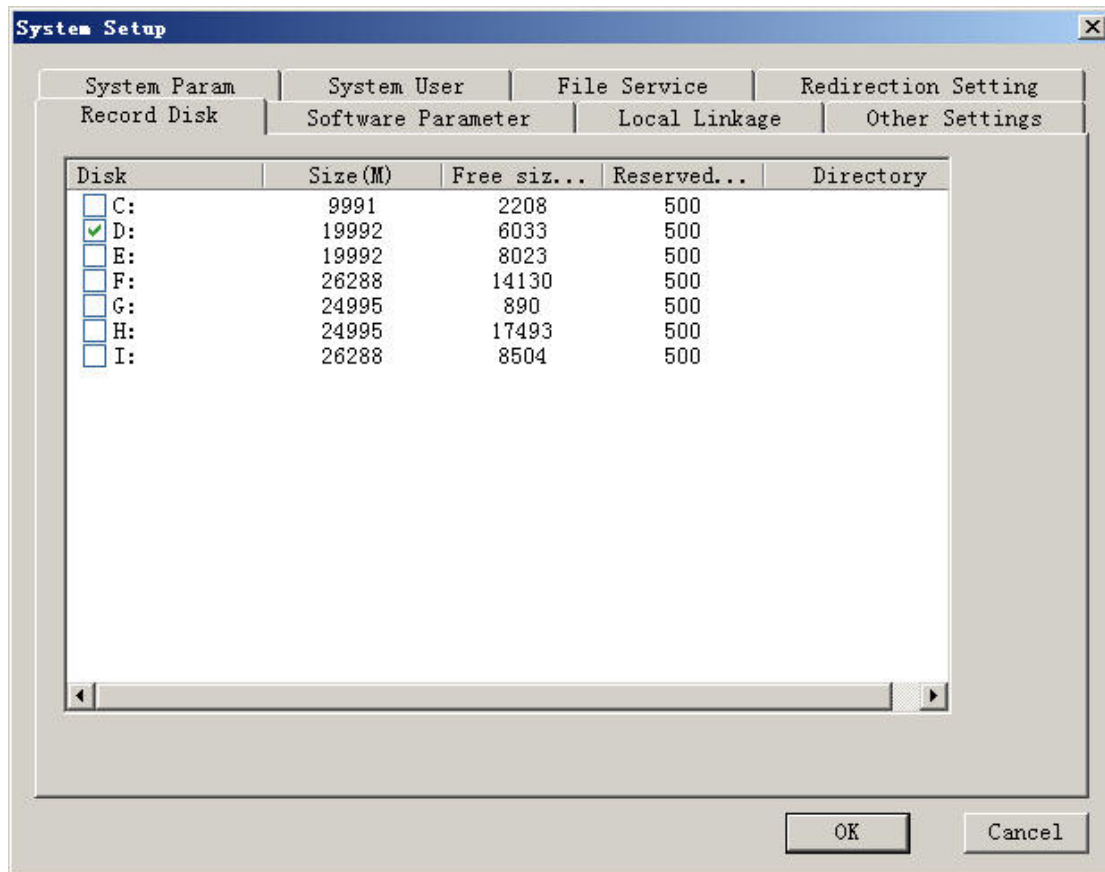 System Setup
System Param System User File Service Redirection Setting
Record Disk Software Parameter Local Linkage Other Settings
Disk Size(M) Free siz... Reserved... Directory
C: 9991 2208 500
D: 19992 6033 500
E: 19992 8023 500
F: 26288 14130 500
G: 24995 890 500
H: 24995 17493 500
I: 26288 8504 500
OK Cancel